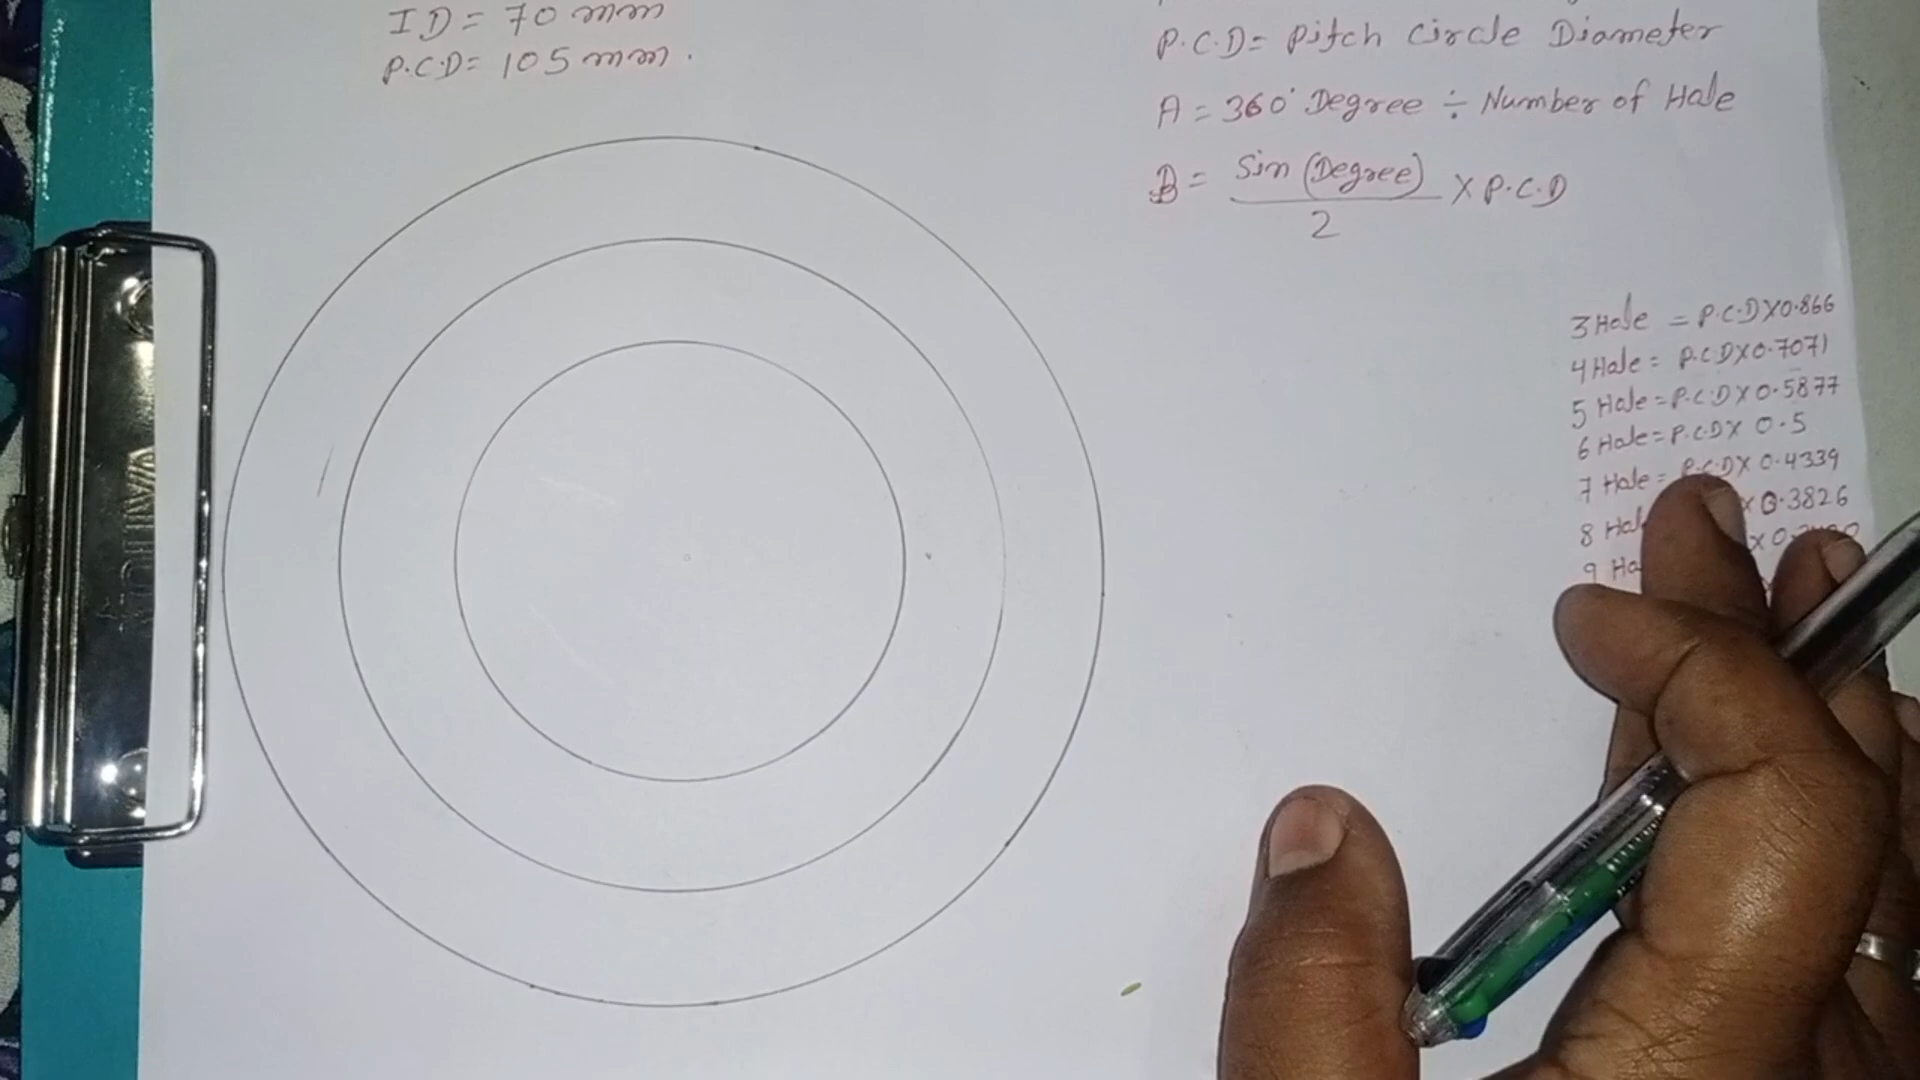 ID = 70 mm
P.C.D = 105 mm.
P.C.D = Pitch Circle Diameter
A = 360° Degree ÷ Number of Hole
B = Sin (Degree) / 2 × P.C.D
3 Hole = P.C.D × 0.866
4 Hole = P.C.D × 0.7071
5 Hole = P.C.D × 0.5877
6 Hole = P.C.D × 0.5
7 Hole = P.C.D × 0.4339
8 × 0.3826
9 × 0.